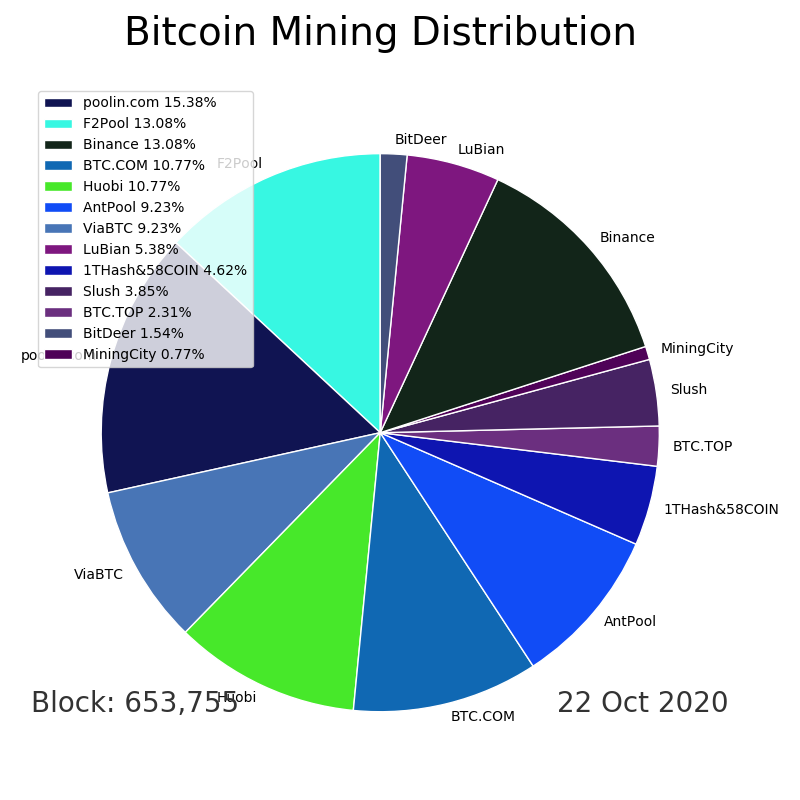 Bitcoin Mining Distribution
poolin.com 15.38%
F2Pool 13.08%
Binance 13.08%
BTC.COM 10.77%
Huobi 10.77%
AntPool 9.23%
ViaBTC 9.23%
LuBian 5.38%
1THash&58COIN 4.62%
Slush 3.85%
BTC.TOP 2.31%
BitDeer 1.54%
MiningCity 0.77%
BitDeer
LuBian
F2Pool
Binance
MiningCity
Slush
BTC.TOP
1THash&58COIN
ViaBTC
AntPool
Huobi
BTC.COM
Block: 653,755
22 Oct 2020